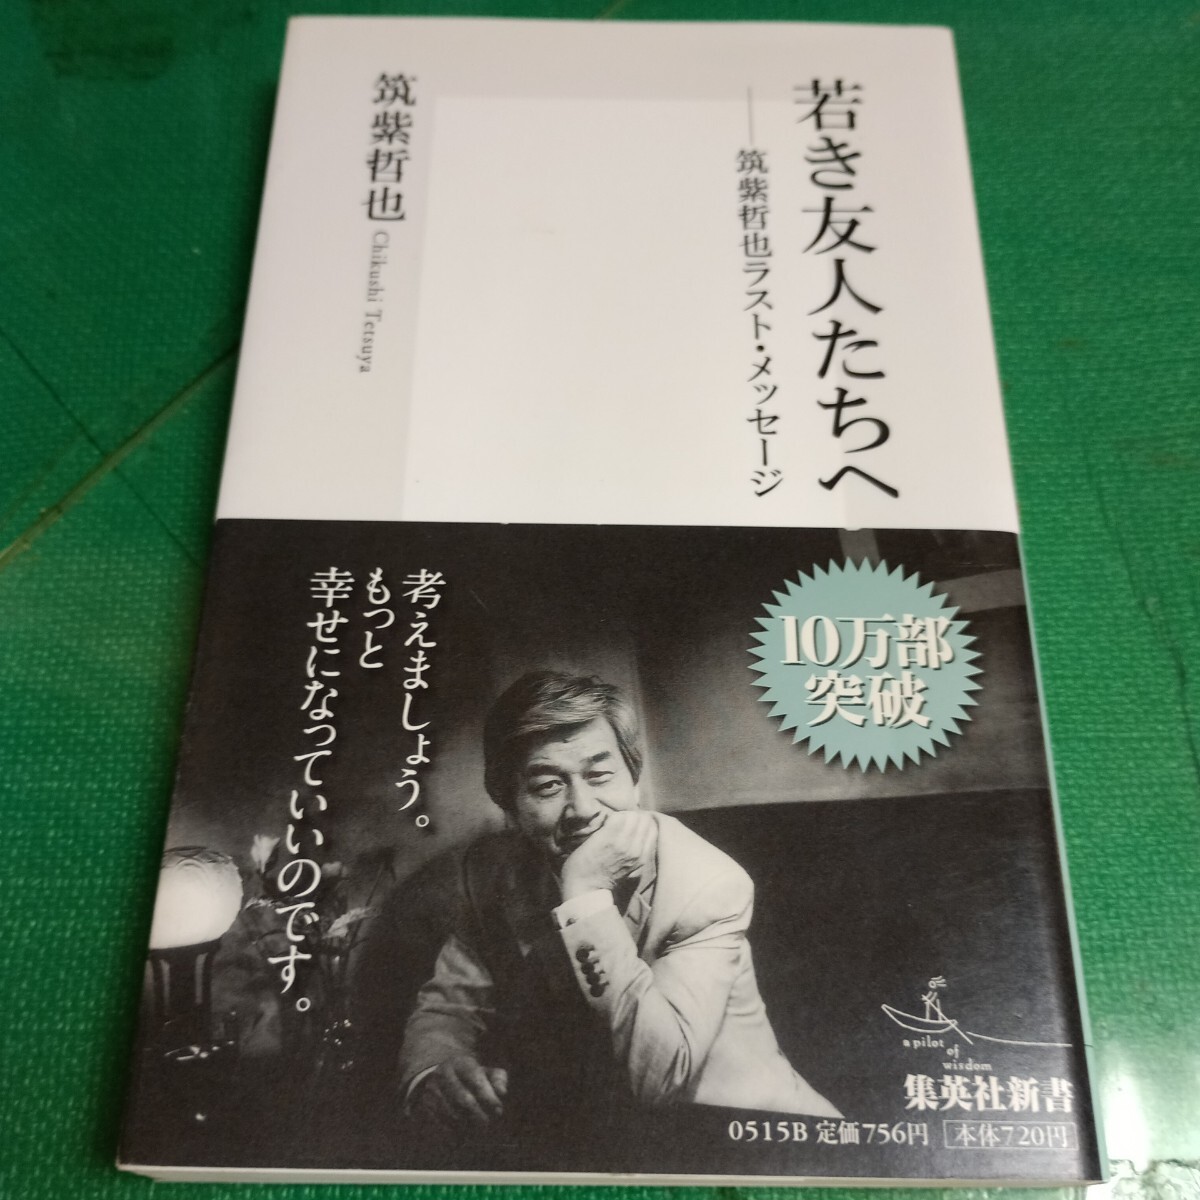 若き友人たちへ
──筑紫哲也ラスト・メッセージ
筑紫哲也
Chikushi Tetsuya
考えましょう。
もっと
幸せになっていいのです。
10万部
突破
a pilot
of
wisdom
集英社新書
0515B 定価756円 本体720円